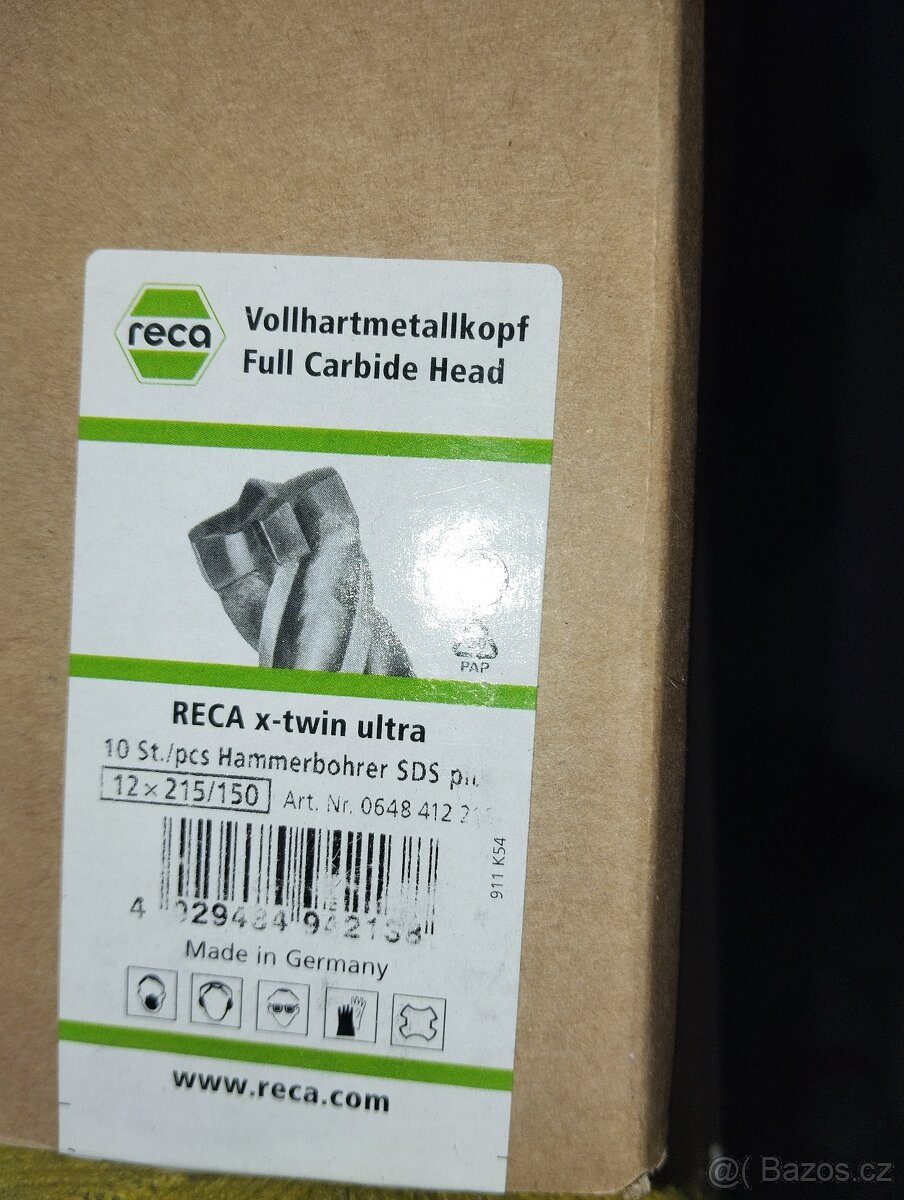 reca
Vollhartmetallkopf
Full Carbide Head
PAP
RECA x-twin ultra
10 St./pcs Hammerbohrer SDS
12 × 215/150
Art. Nr. 0648 412
911 K54
Made in Germany
www.reca.com
@( Bazos.cz